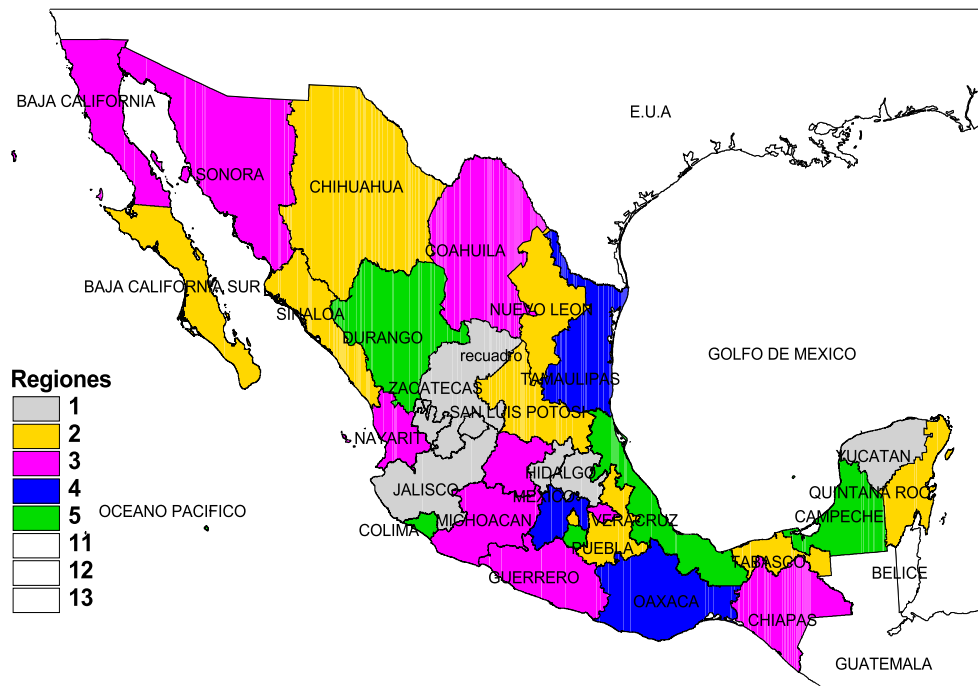 E.U.A
BAJA CALIFORNIA
SONORA
CHIHUAHUA
COAHUILA
BAJA CALIFORNIA SUR
SINALOA
NUEVO LEON
DURANGO
recuadro
GOLFO DE MEXICO
TAMAULIPAS
ZACATECAS
SAN LUIS POTOSI
NAYARIT
YUCATAN
HIDALGO
JALISCO
QUINTANA ROO
MEXICO
OCEANO PACIFICO
CAMPECHE
MICHOACAN
VERACRUZ
COLIMA
PUEBLA
TABASCO
BELICE
GUERRERO
OAXACA
CHIAPAS
GUATEMALA
Regiones
1
2
3
4
5
11
12
13